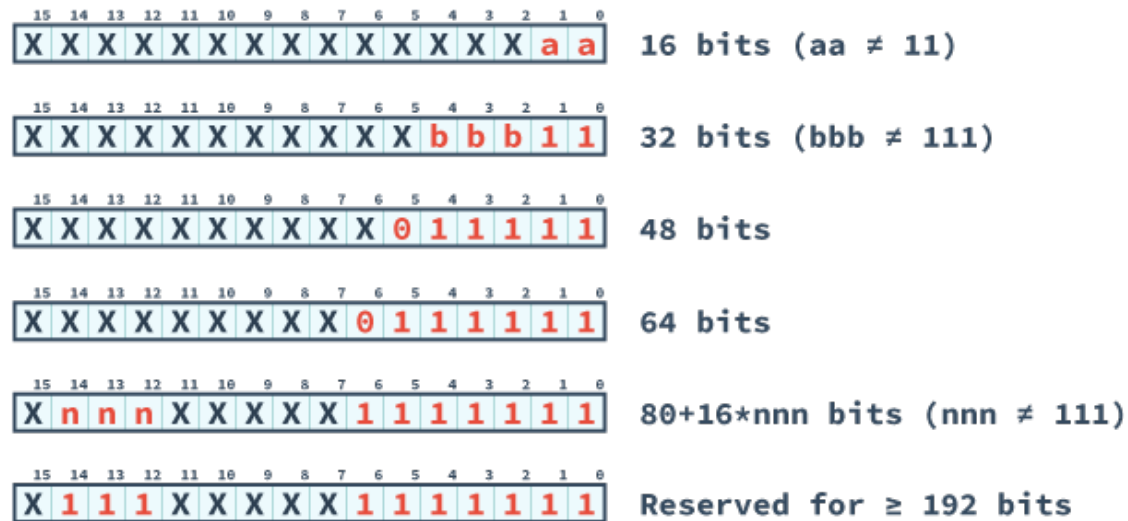 15 14 13 12 11 10 9 8 7 6 5 4 3 2 1 0
X X X X X X X X X X X X X X a a 16 bits (aa ≠ 11)
15 14 13 12 11 10 9 8 7 6 5 4 3 2 1 0
X X X X X X X X X X X b b b 1 1 32 bits (bbb ≠ 111)
15 14 13 12 11 10 9 8 7 6 5 4 3 2 1 0
X X X X X X X X X X 0 1 1 1 1 1 48 bits
15 14 13 12 11 10 9 8 7 6 5 4 3 2 1 0
X X X X X X X X X 0 1 1 1 1 1 1 64 bits
15 14 13 12 11 10 9 8 7 6 5 4 3 2 1 0
X n n n X X X X X 1 1 1 1 1 1 1 80+16*nnn bits (nnn ≠ 111)
15 14 13 12 11 10 9 8 7 6 5 4 3 2 1 0
X 1 1 1 X X X X X 1 1 1 1 1 1 1 Reserved for ≥ 192 bits